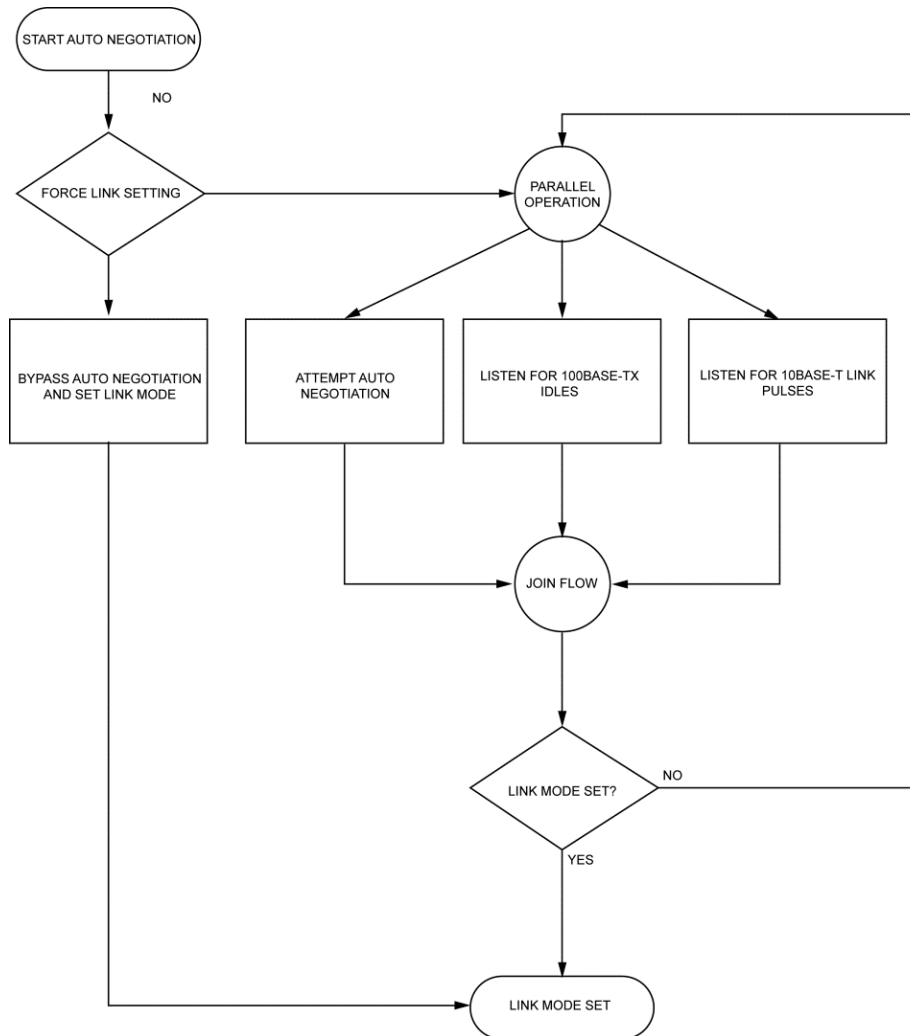 START AUTO NEGOTIATION
NO
FORCE LINK SETTING
PARALLEL
OPERATION
BYPASS AUTO NEGOTIATION
AND SET LINK MODE
ATTEMPT AUTO
NEGOTIATION
LISTEN FOR 100BASE-TX
IDLES
LISTEN FOR 10BASE-T LINK
PULSES
JOIN FLOW
LINK MODE SET?
NO
YES
LINK MODE SET